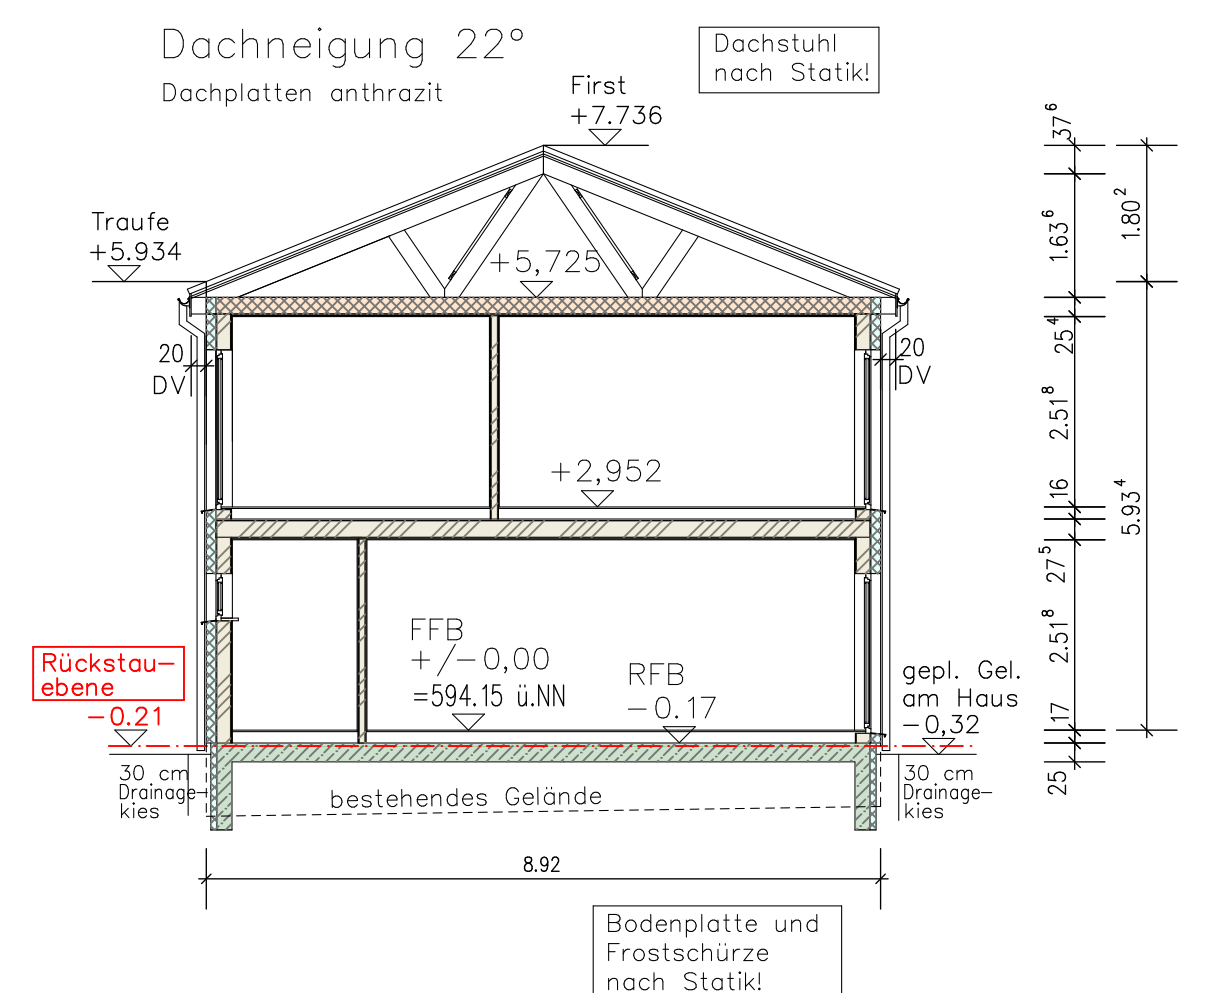 Dachneigung 22°
Dachplatten anthrazit
Dachstuhl
nach Statik!
First
+7.736
Traufe
+5.934
+5,725
20
DV
20
DV
+2,952
FFB
+/−0,00
=594.15 ü.NN
RFB
−0.17
Rückstau−
ebene
−0.21
gepl. Gel.
am Haus
−0,32
30 cm
Drainage−
kies
30 cm
Drainage−
kies
bestehendes Gelände
8.92
Bodenplatte und
Frostschürze
nach Statik!
37⁶
1.63⁶
25⁴
2.51⁸
16
27⁵
2.51⁸
17
25
1.80²
5.93⁴